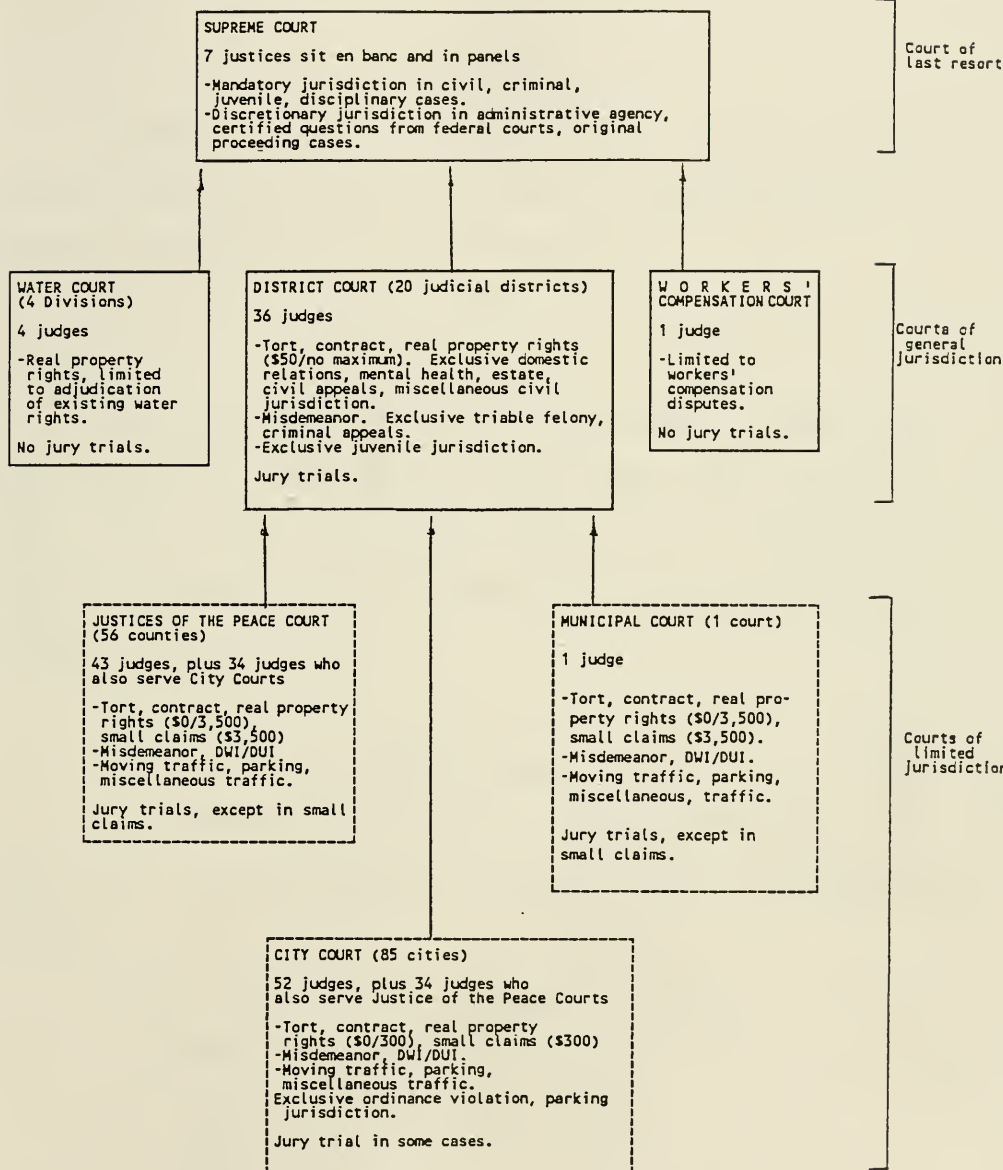 SUPREME COURT
7 justices sit en banc and in panels
-Mandatory jurisdiction in civil, criminal,
juvenile, disciplinary cases.
-Discretionary jurisdiction in administrative agency,
certified questions from federal courts, original
proceeding cases.
Court of
last resort
WATER COURT
(4 Divisions)
4 judges
-Real property
rights, limited
to adjudication
of existing water
rights.
No jury trials.
DISTRICT COURT (20 judicial districts)
36 judges
-Tort, contract, real property rights
($50/no maximum). Exclusive domestic
relations, mental health, estate,
civil appeals, miscellaneous civil
jurisdiction.
-Misdemeanor. Exclusive triable felony,
criminal appeals.
-Exclusive juvenile jurisdiction.
Jury trials.
W O R K E R S '
COMPENSATION COURT
1 judge
-Limited to
workers'
compensation
disputes.
No jury trials.
Courts of
general
jurisdiction
JUSTICES OF THE PEACE COURT
(56 counties)
43 judges, plus 34 judges who
also serve City Courts
-Tort, contract, real property
rights ($0/3,500),
small claims ($3,500)
-Misdemeanor, DWI/DUI
-Moving traffic, parking,
miscellaneous traffic.
Jury trials, except in small
claims.
MUNICIPAL COURT (1 court)
1 judge
-Tort, contract, real pro-
perty rights ($0/3,500),
small claims ($3,500).
-Misdemeanor, DWI/DUI.
-Moving traffic, parking,
miscellaneous, traffic.
Jury trials, except in
small claims.
Courts of
limited
jurisdiction
CITY COURT (85 cities)
52 judges, plus 34 judges who
also serve Justice of the Peace Courts
-Tort, contract, real property
rights ($0/300), small claims ($300)
-Misdemeanor, DWI/DUI.
-Moving traffic, parking,
miscellaneous traffic.
Exclusive ordinance violation, parking
jurisdiction.
Jury trial in some cases.